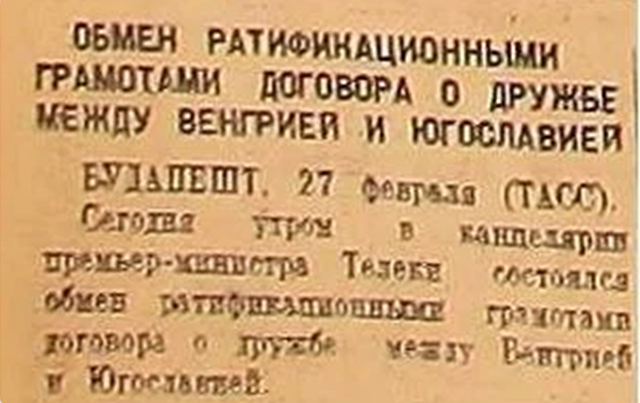 ОБМЕН РАТИФИКАЦИОННЫМИ
ГРАМОТАМИ ДОГОВОРА О ДРУЖБЕ
МЕЖДУ ВЕНГРИЕЙ И ЮГОСЛАВИЕЙ
БУДАПЕШТ, 27 февраля (ТАСС).
Сегодня утром в канцелярии
премьер-министра Телеки состоялся
обмен ратификационными грамотами
договора о дружбе между Венгрией
и Югославией.